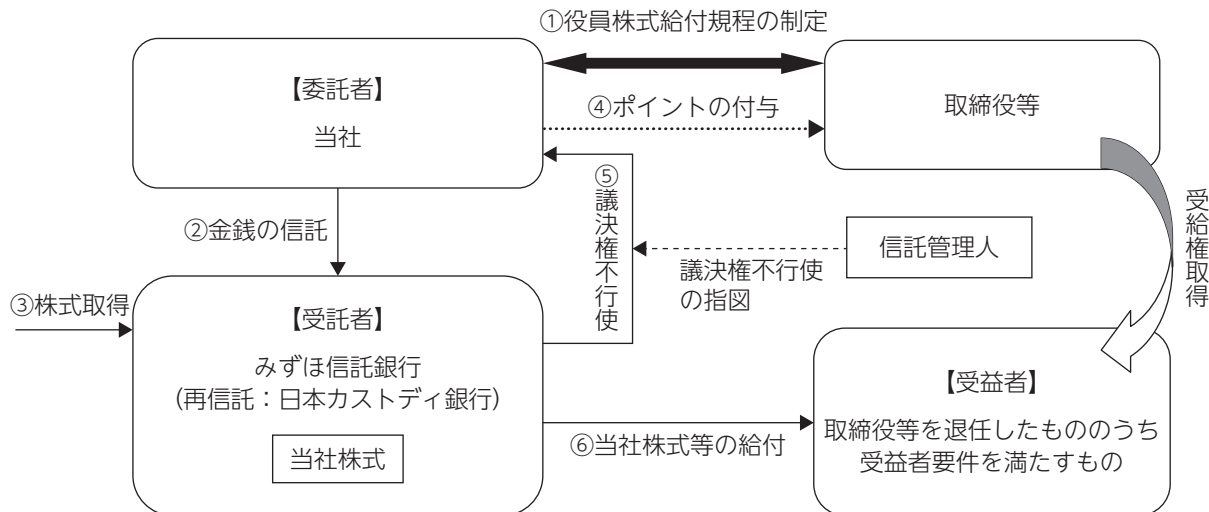 ①役員株式給付規程の制定
【委託者】
当社
④ポイントの付与
取締役等
②金銭の信託
⑤議決権不行使
議決権不行使
の指図
信託管理人
受給権取得
③株式取得
【受託者】
みずほ信託銀行
(再信託:日本カストディ銀行)
当社株式
⑥当社株式等の給付
【受益者】
取締役等を退任したもののうち
受益者要件を満たすもの